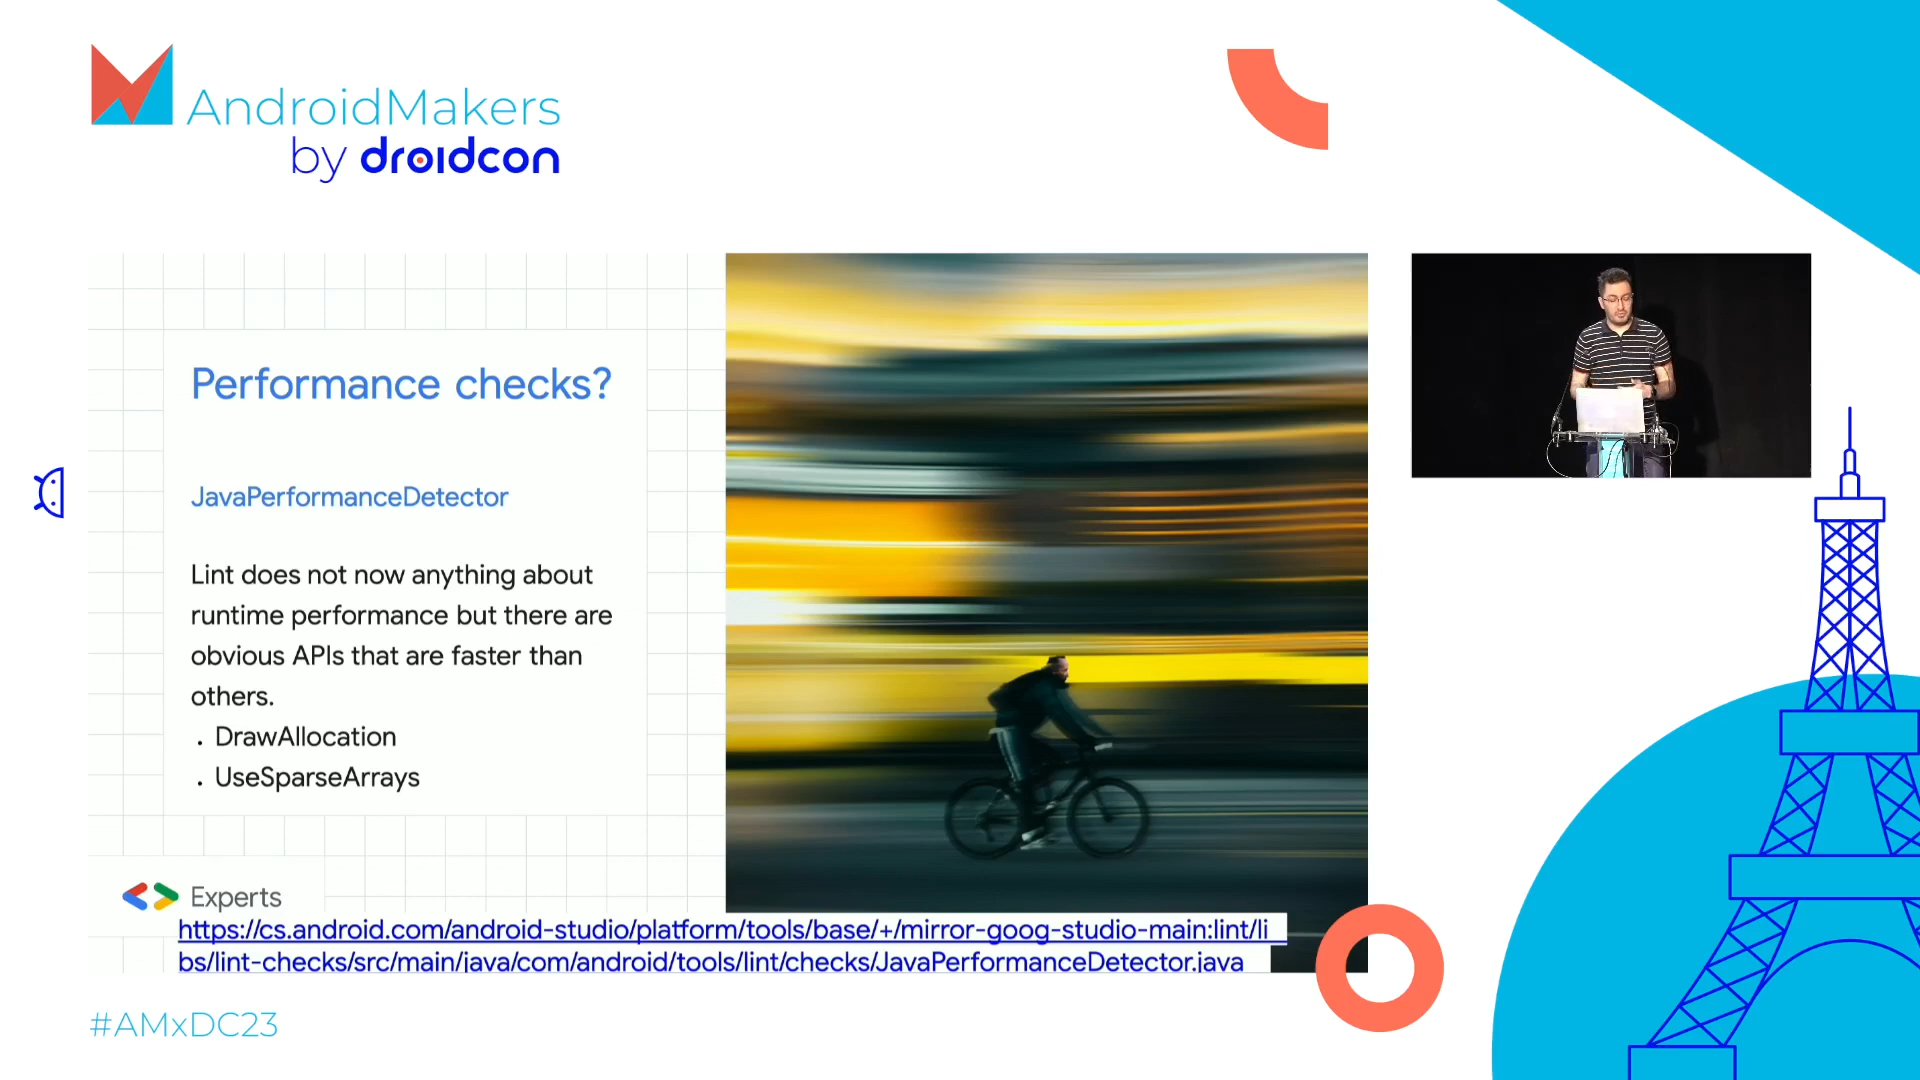 AndroidMakers
by droidcon
Performance checks?
JavaPerformanceDetector
Lint does not now anything about
runtime performance but there are
obvious APIs that are faster than
others.
. DrawAllocation
. UseSparseArrays
Experts
https://cs.android.com/android-studio/platform/tools/base/+/mirror-goog-studio-main:lint/li
bs/lint-checks/src/main/java/com/android/tools/lint/checks/JavaPerformanceDetector.java
#AMxDC23